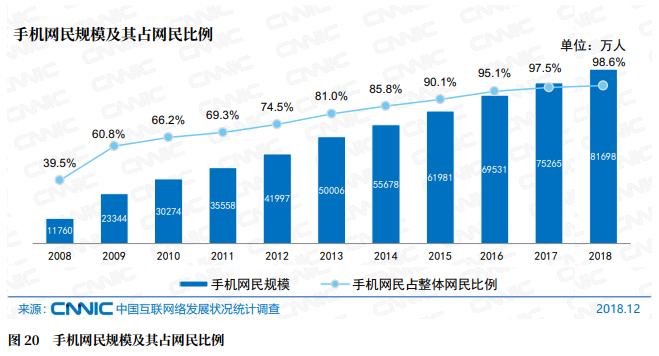 手机网民规模及其占网民比例
单位：万人
39.5% 60.8% 66.2% 69.3% 74.5% 81.0% 85.8% 90.1% 95.1% 97.5% 98.6%
11760 23344 30274 35558 41997 50006 55678 61981 69531 75265 81698
2008 2009 2010 2011 2012 2013 2014 2015 2016 2017 2018
手机网民规模 手机网民占整体网民比例
来源：CNNIC 中国互联网络发展状况统计调查 2018.12
图 20 手机网民规模及其占网民比例